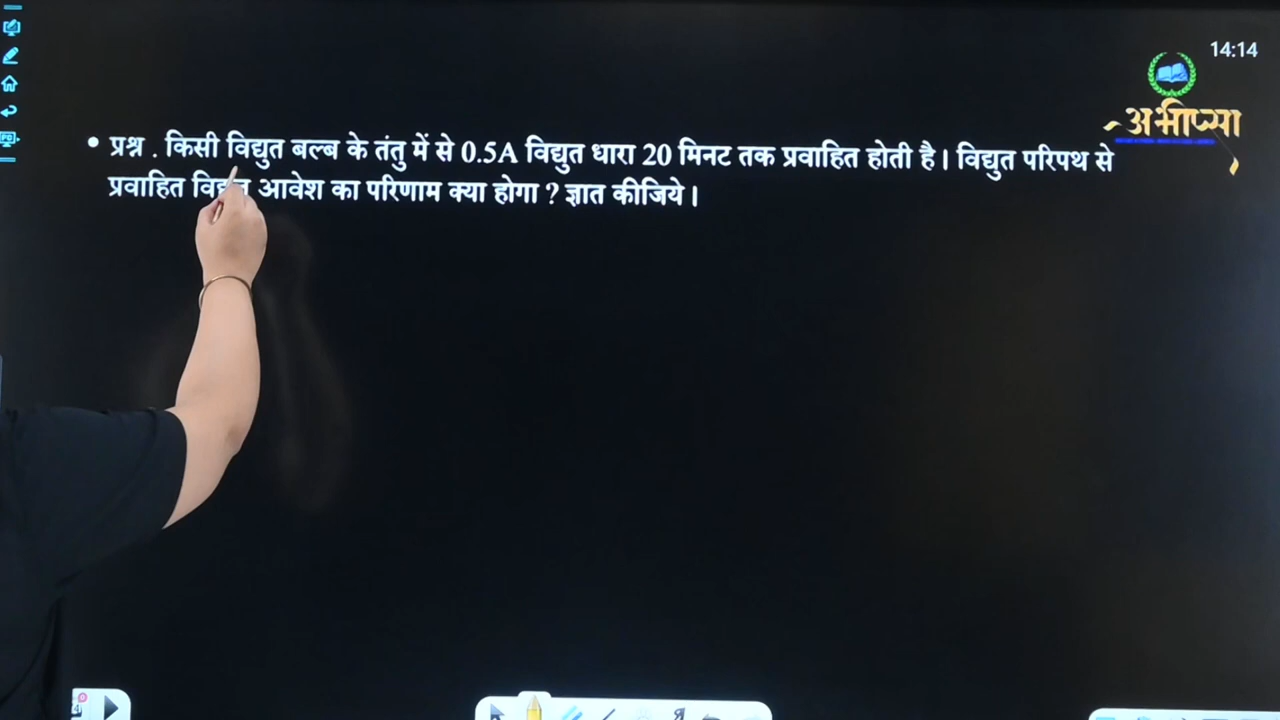 14:14
अभीप्सा
• प्रश्न . किसी विद्युत बल्ब के तंतु में से 0.5A विद्युत धारा 20 मिनट तक प्रवाहित होती है। विद्युत परिपथ से
प्रवाहित विद्युत आवेश का परिणाम क्या होगा ? ज्ञात कीजिये।